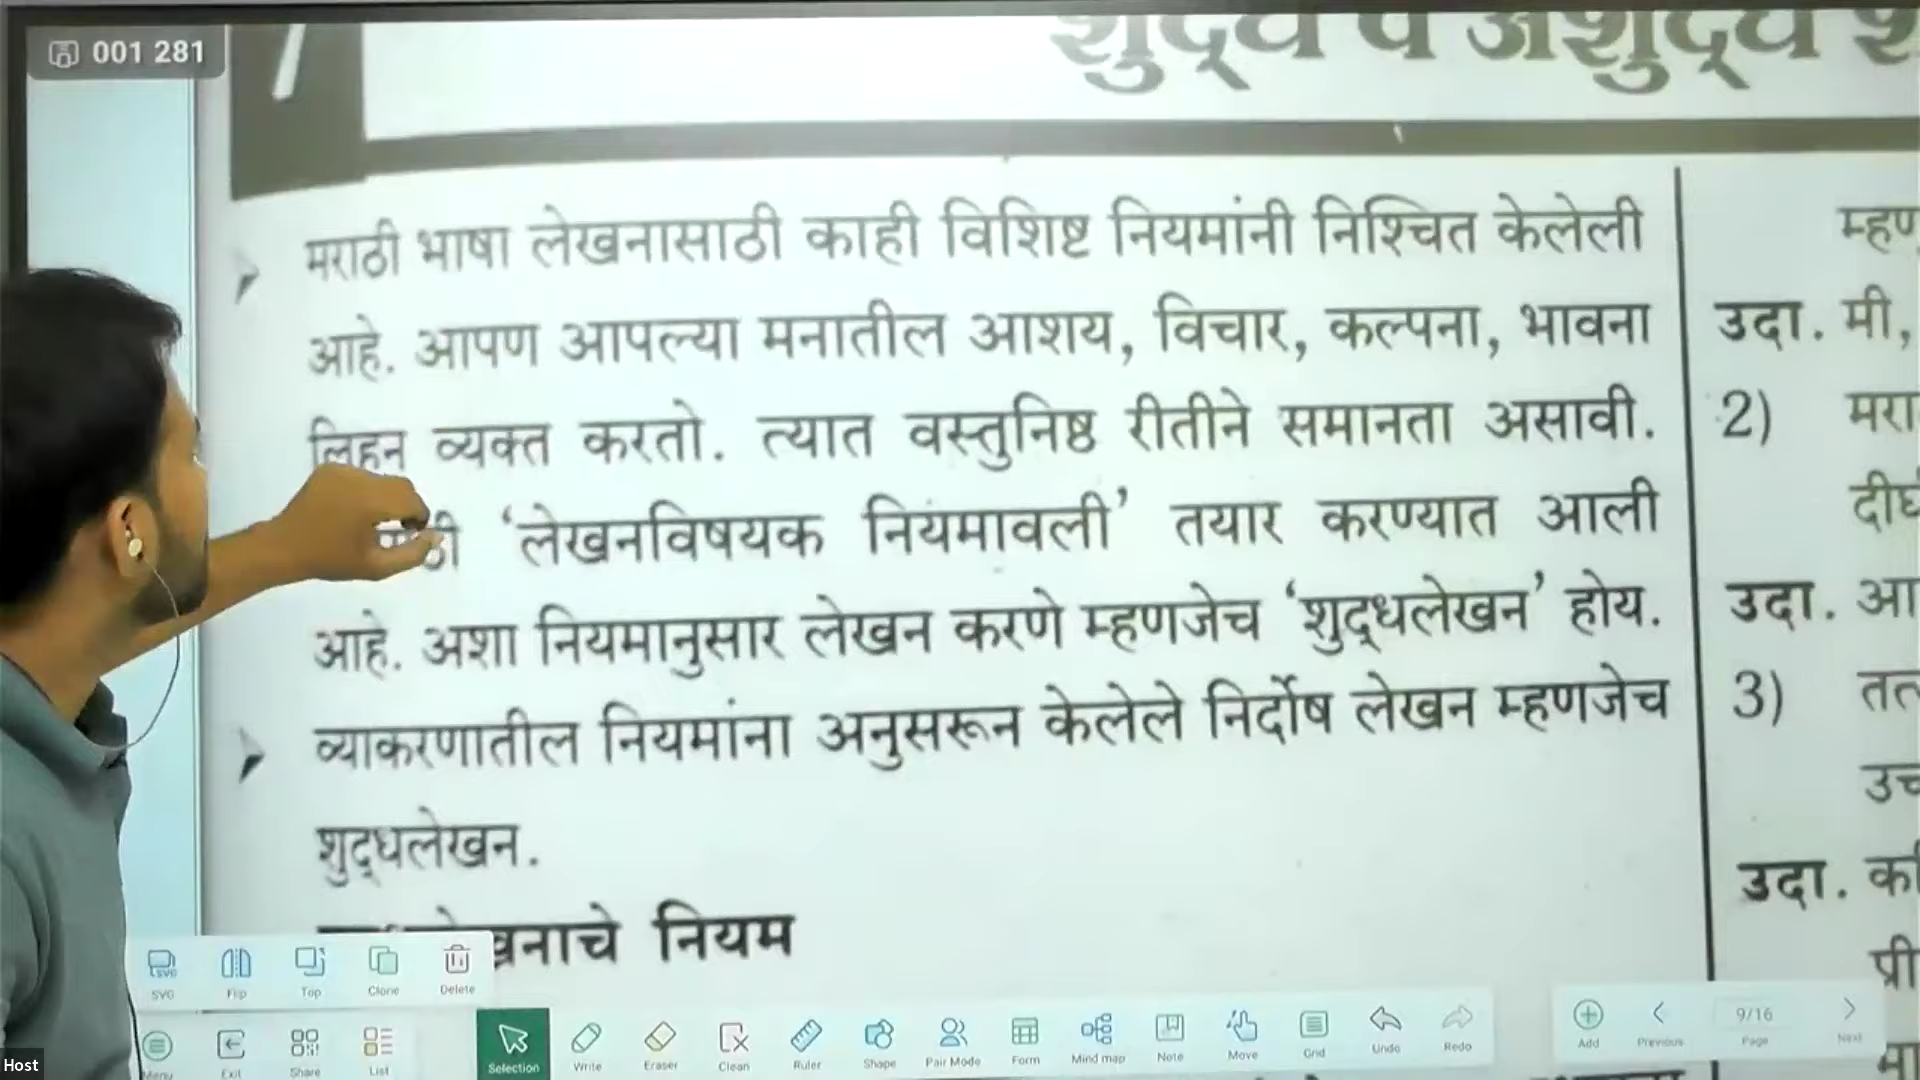 001 281
7
शुद्ध व अशुद्ध
मराठी भाषा लेखनासाठी काही विशिष्ट नियमांनी निश्चित केलेली
आहे. आपण आपल्या मनातील आशय, विचार, कल्पना, भावना
लिहून व्यक्त करतो. त्यात वस्तुनिष्ठ रीतीने समानता असावी.
‘लेखनविषयक नियमावली’ तयार करण्यात आली
आहे. अशा नियमानुसार लेखन करणे म्हणजेच ‘शुद्धलेखन’ होय.
व्याकरणातील नियमांना अनुसरून केलेले निर्दोष लेखन म्हणजेच
शुद्धलेखन.
नियम
उदा. मी,
2)
उदा.
3)
उदा.
SVG Flip Top Clone Delete
Menu Exit Share List Selection Write Eraser Clean Ruler Shape Pair Mode Form Mind map Note Move Grid Undo Redo Add Previous 9/16 Page Next
Host